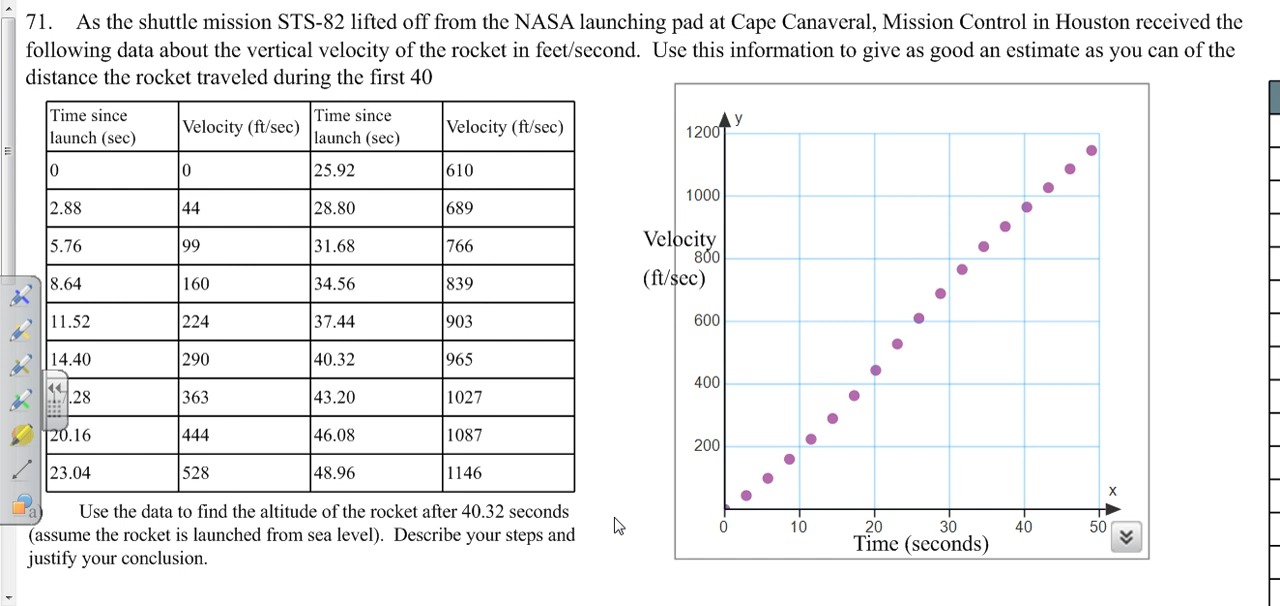 71. As the shuttle mission STS-82 lifted off from the NASA launching pad at Cape Canaveral, Mission Control in Houston received the
following data about the vertical velocity of the rocket in feet/second. Use this information to give as good an estimate as you can of the
distance the rocket traveled during the first 40
Time since launch (sec) Velocity (ft/sec) Time since launch (sec) Velocity (ft/sec)
0 0 25.92 610
2.88 44 28.80 689
5.76 99 31.68 766
8.64 160 34.56 839
11.52 224 37.44 903
14.40 290 40.32 965
.28 363 43.20 1027
20.16 444 46.08 1087
23.04 528 48.96 1146
a) Use the data to find the altitude of the rocket after 40.32 seconds
(assume the rocket is launched from sea level). Describe your steps and
justify your conclusion.
y
1200
1000
Velocity
800
(ft/sec)
600
400
200
x
0 10 20 30 40 50
Time (seconds)